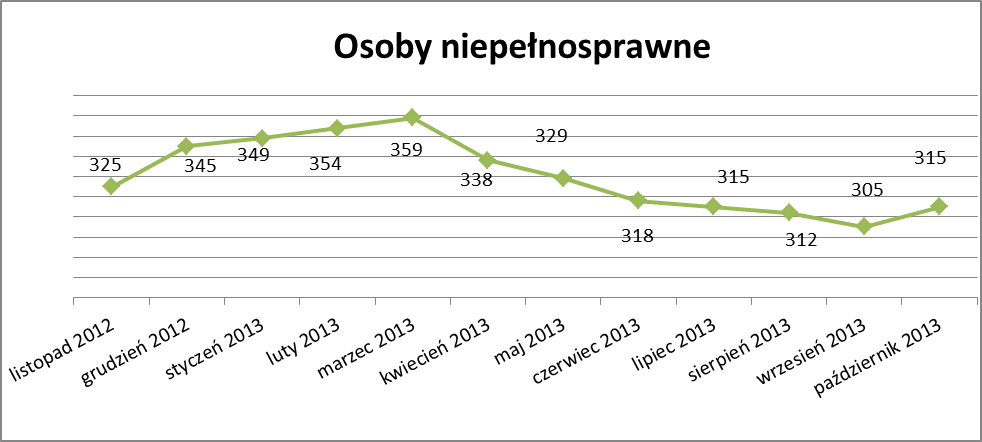 Osoby niepełnosprawne
325
345
349
354
359
338
329
318
315
312
305
315
listopad 2012
grudzień 2012
styczeń 2013
luty 2013
marzec 2013
kwiecień 2013
maj 2013
czerwiec 2013
lipiec 2013
sierpień 2013
wrzesień 2013
październik 2013